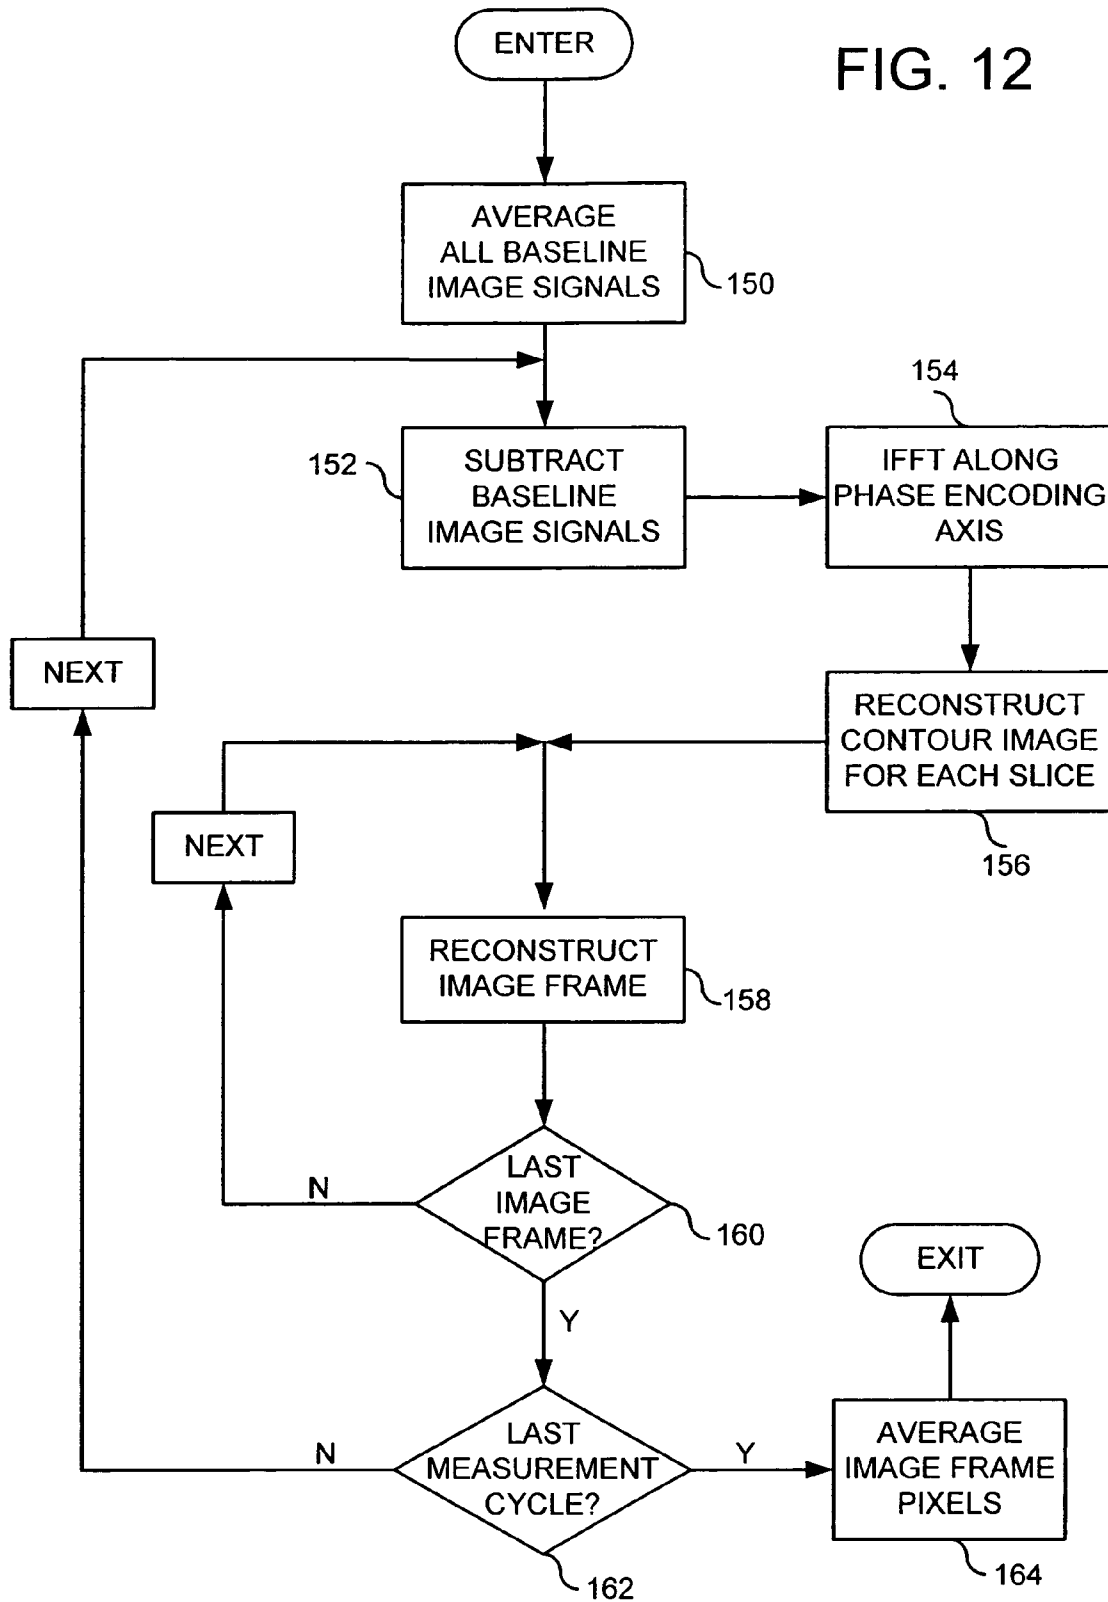 ENTER
FIG. 12
AVERAGE
ALL BASELINE
IMAGE SIGNALS
150
154
152
SUBTRACT
BASELINE
IMAGE SIGNALS
IFFT ALONG
PHASE ENCODING
AXIS
NEXT
RECONSTRUCT
CONTOUR IMAGE
FOR EACH SLICE
156
NEXT
RECONSTRUCT
IMAGE FRAME
158
N
LAST
IMAGE
FRAME?
160
EXIT
Y
N
LAST
MEASUREMENT
CYCLE?
162
Y
AVERAGE
IMAGE FRAME
PIXELS
164